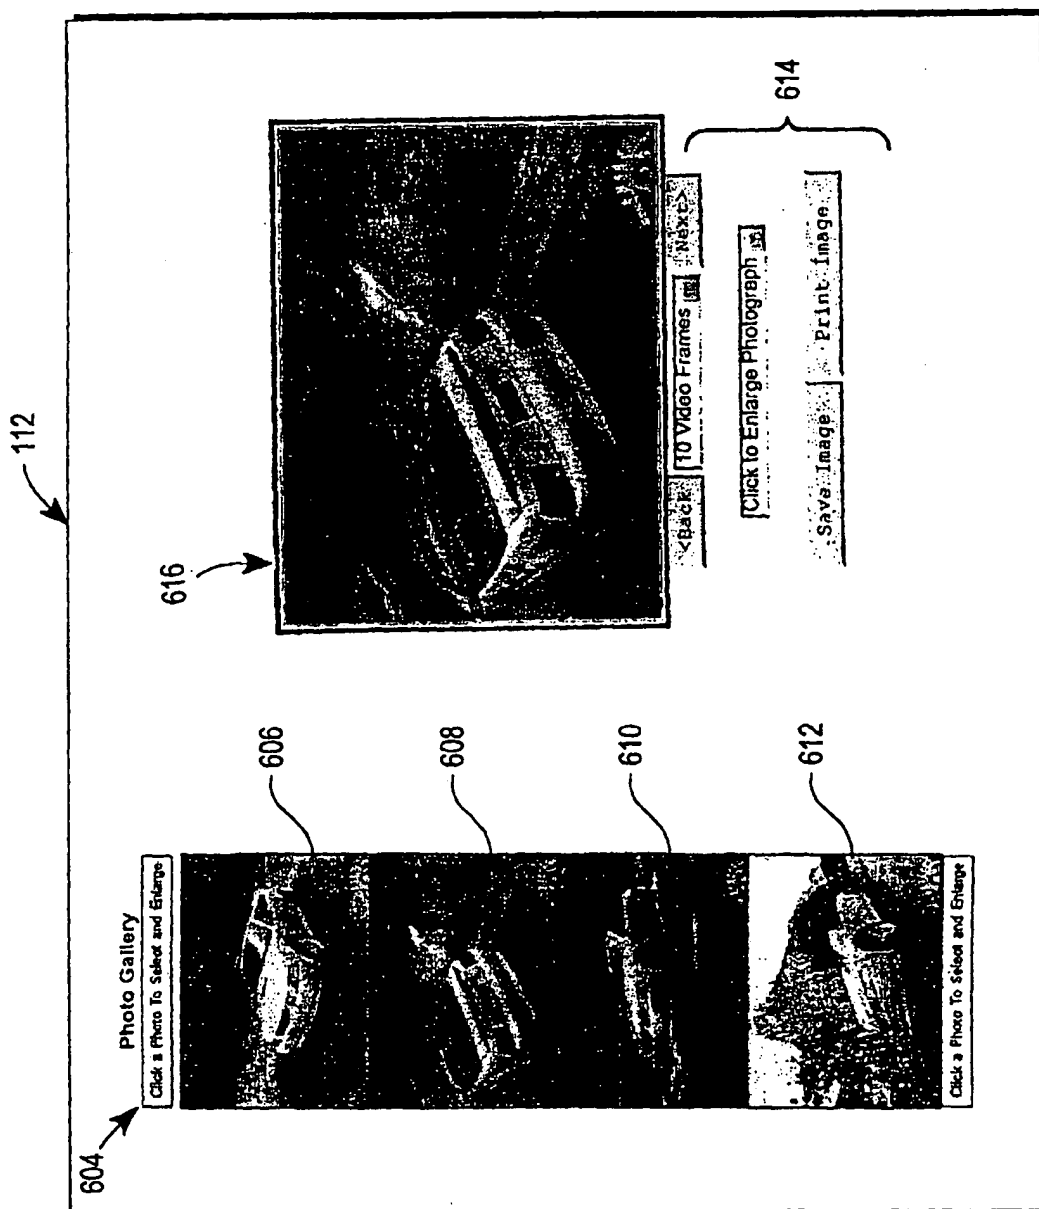 112
604
Photo Gallery
Click a Photo To Select and Enlarge
606
608
610
612
Click a Photo To Select and Enlarge
616
<Back
10 Video Frames
Next>
Click to Enlarge Photograph
Save Image
Print Image
614